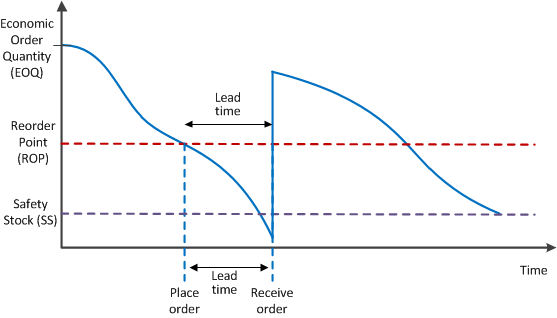 Economic
Order
Quantity
(EOQ)
Lead
time
Reorder
Point
(ROP)
Safety
Stock (SS)
Time
Lead
time
Place
order
Receive
order